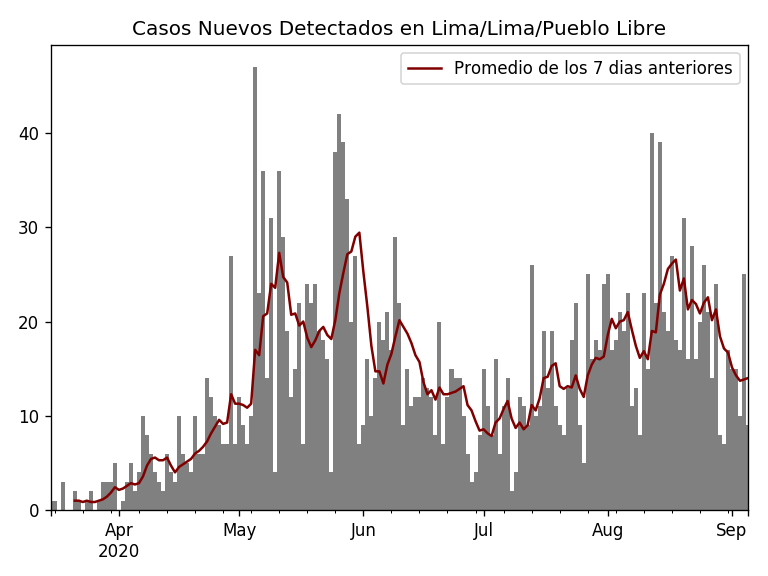 Casos Nuevos Detectados en Lima/Lima/Pueblo Libre
Promedio de los 7 dias anteriores
40
30
20
10
0
Apr
2020
May
Jun
Jul
Aug
Sep